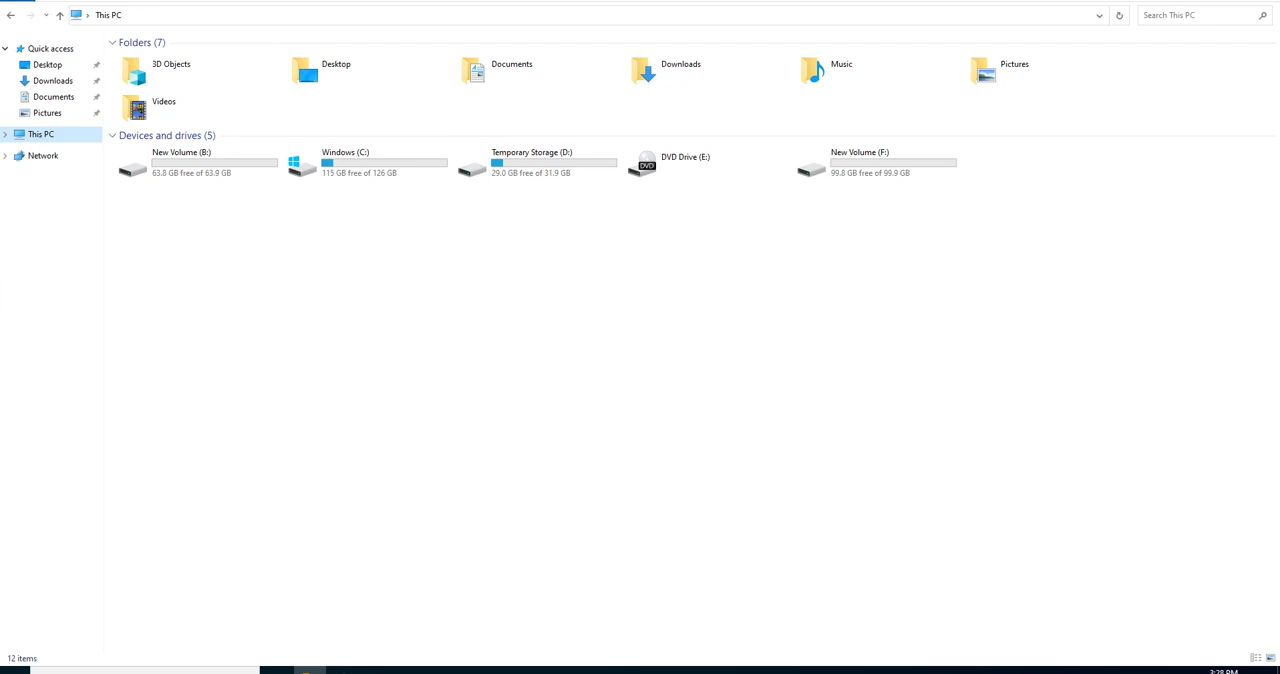 This PC
Search This PC
Quick access
Desktop
Downloads
Documents
Pictures
This PC
Network
Folders (7)
3D Objects
Desktop
Documents
Downloads
Music
Pictures
Videos
Devices and drives (5)
New Volume (B:)
63.8 GB free of 63.9 GB
Windows (C:)
115 GB free of 126 GB
Temporary Storage (D:)
29.0 GB free of 31.9 GB
DVD
DVD Drive (E:)
New Volume (F:)
99.8 GB free of 99.9 GB
12 items
3:28 PM